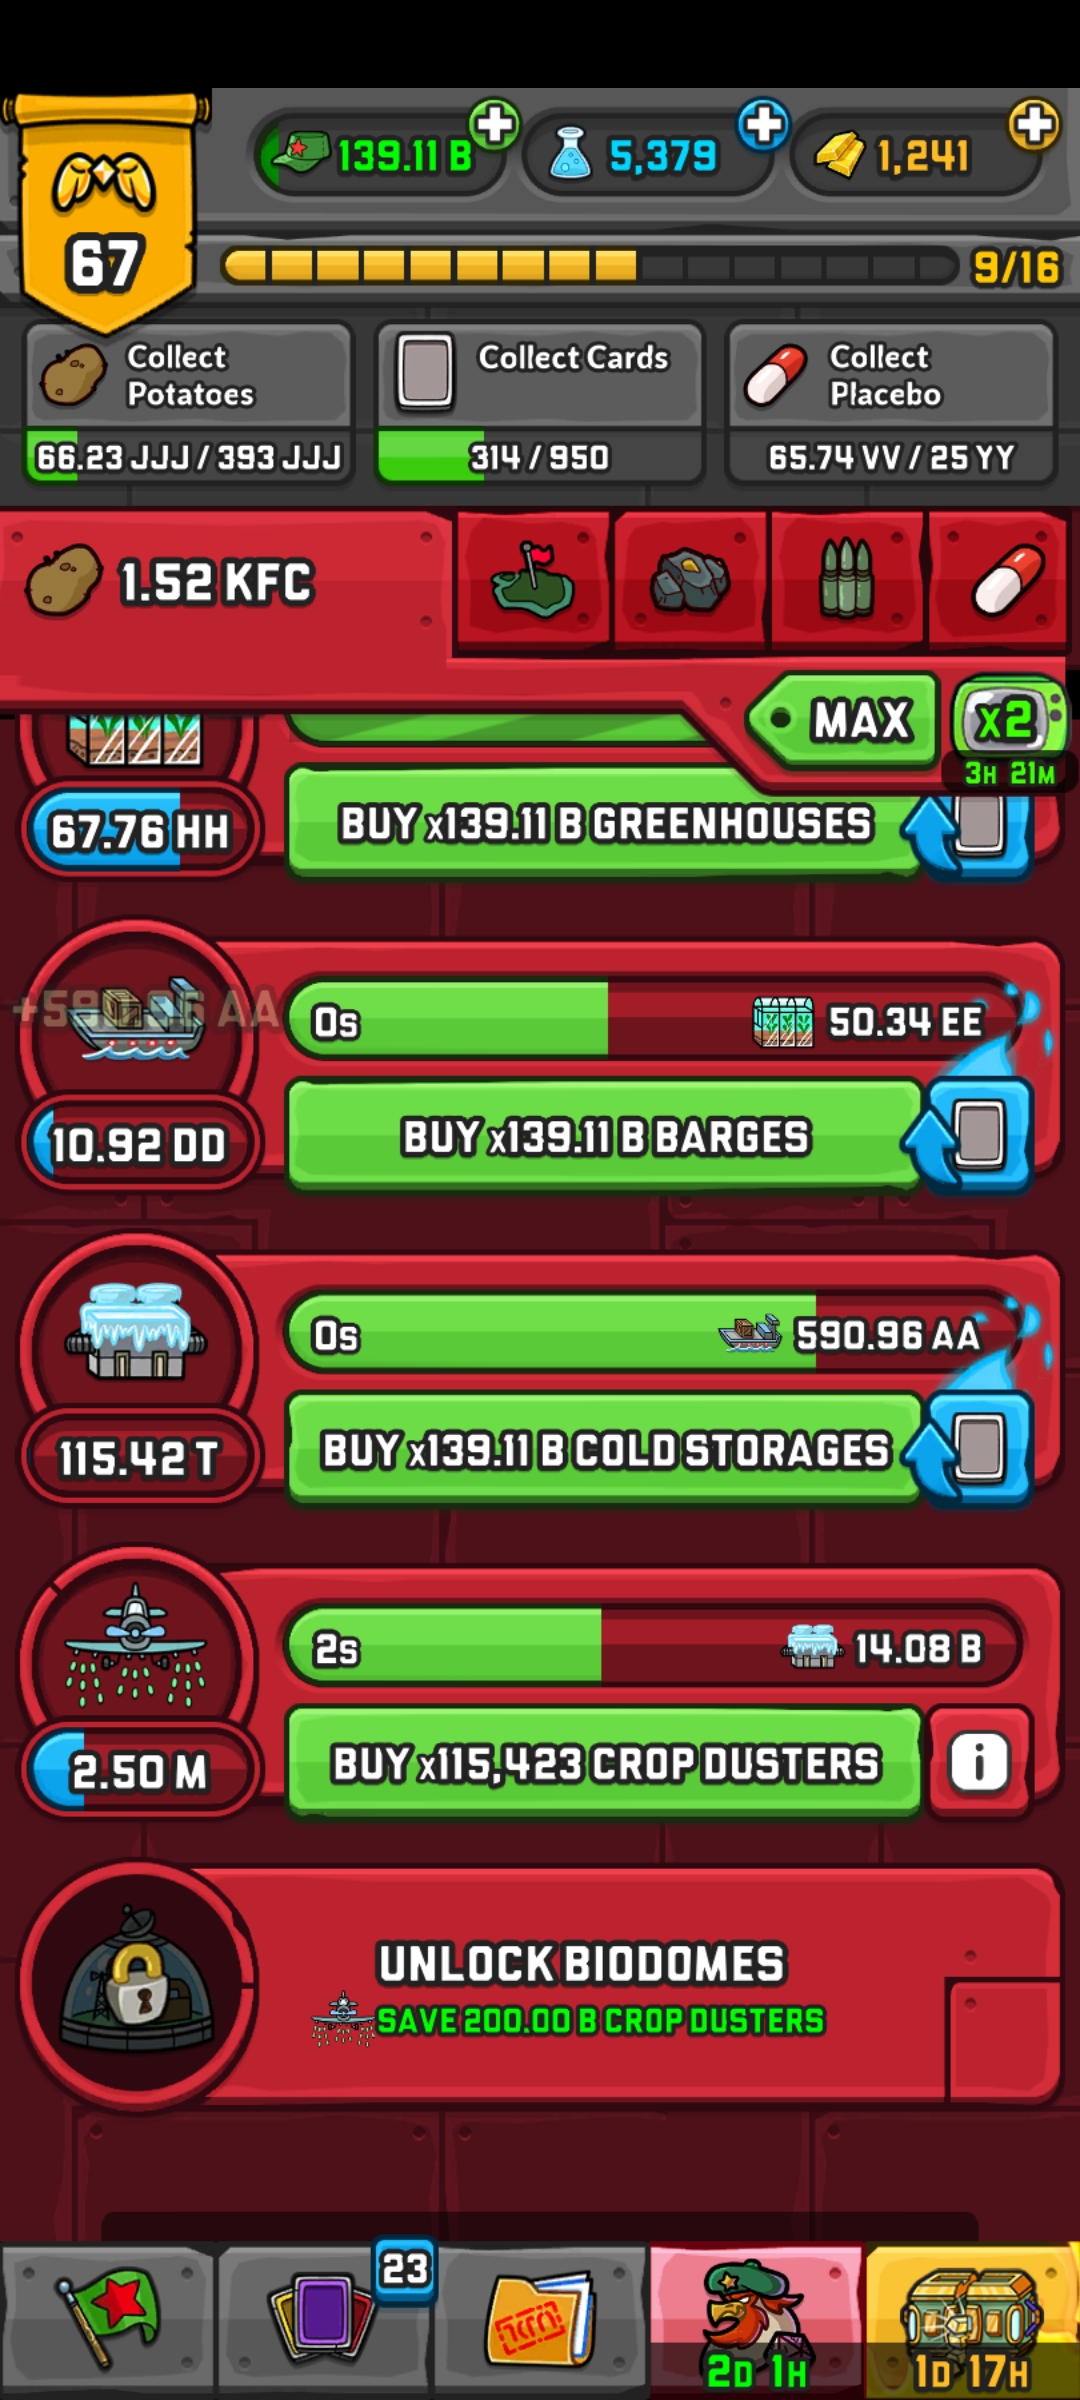 139.11 B
5,379
1,241
67
9/16
Collect Potatoes
66.23 JJJ / 393 JJJ
Collect Cards
314 / 950
Collect Placebo
65.74 VV / 25 YY
1.52 KFC
MAX
X2
3H 21M
67.76 HH
BUY x139.11 B GREENHOUSES
+590.96 AA
0s
50.34 EE
10.92 DD
BUY x139.11 B BARGES
0s
590.96 AA
115.42 T
BUY x139.11 B COLD STORAGES
2s
14.08 B
2.50 M
BUY x115,423 CROP DUSTERS
i
UNLOCK BIODOMES
SAVE 200.00 B CROP DUSTERS
23
2D 1H
1D 17H